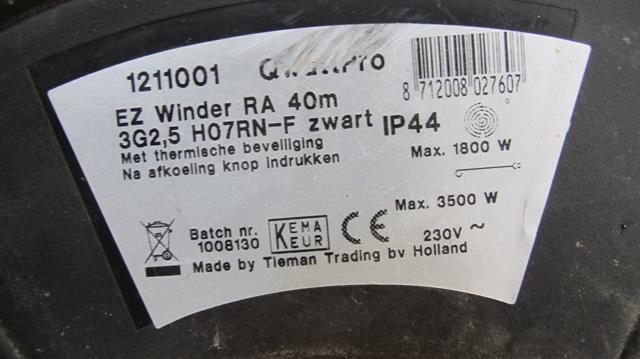 1211001 QwattPro
8 712008 027607
EZ Winder RA 40m
3G2,5 H07RN-F zwart IP44
Met thermische beveiliging
Na afkoeling knop indrukken
Max. 1800 W
Max. 3500 W
Batch nr.
1008130
KEMA
KEUR
CE
230V ~
Made by Tieman Trading bv Holland